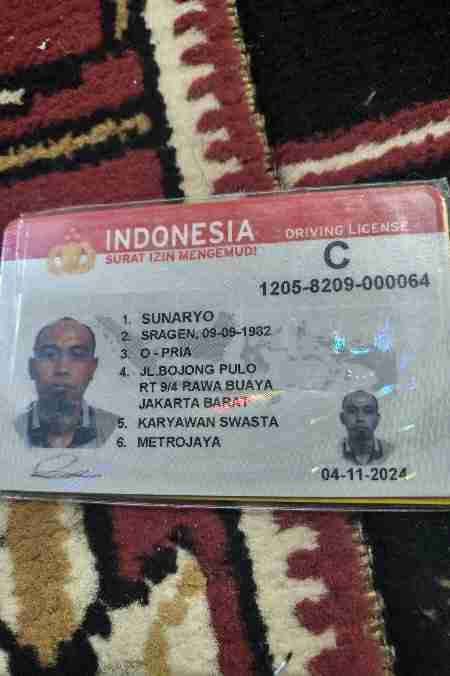 INDONESIA
SURAT IZIN MENGEMUDI
DRIVING LICENSE
C
1205-8209-000064
1. SUNARYO
2. SRAGEN, 09-09-1982
3. O - PRIA
4. JL.BOJONG PULO
RT 9/4 RAWA BUAYA
JAKARTA BARAT
5. KARYAWAN SWASTA
6. METROJAYA
04-11-2024